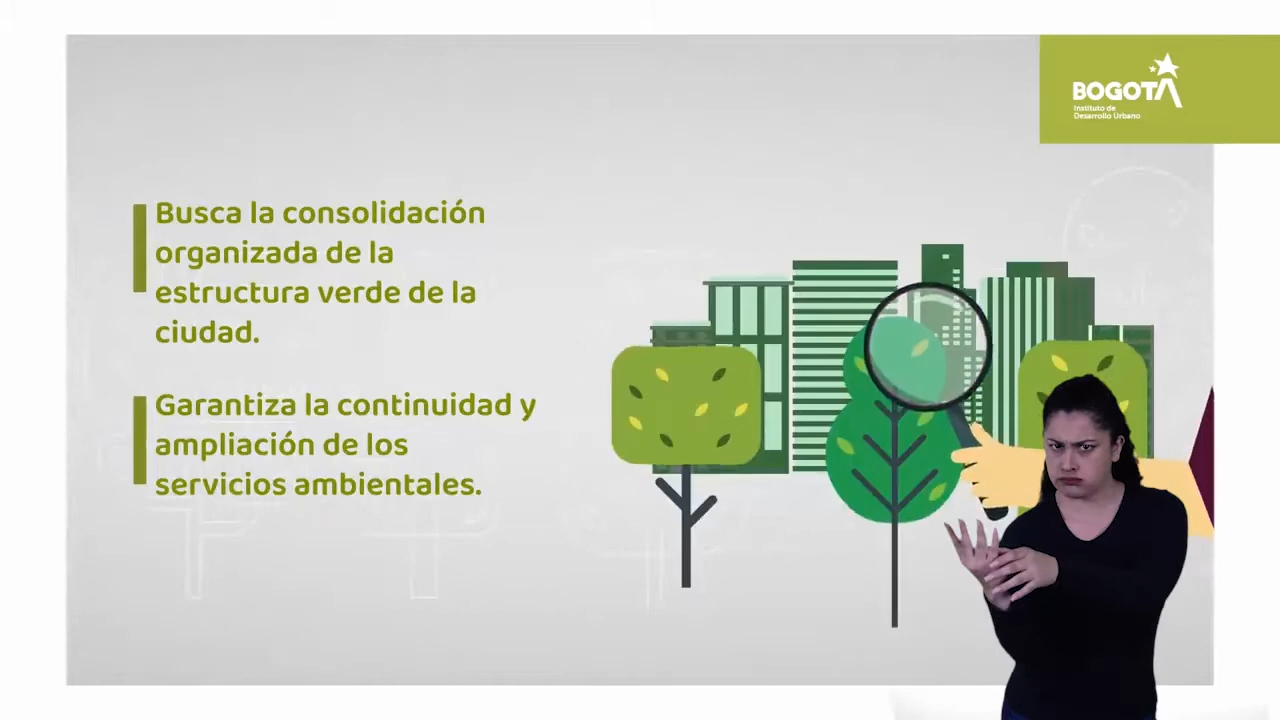 BOGOTÁ
Instituto de
Desarrollo Urbano
Busca la consolidación
organizada de la
estructura verde de la
ciudad.
Garantiza la continuidad y
ampliación de los
servicios ambientales.